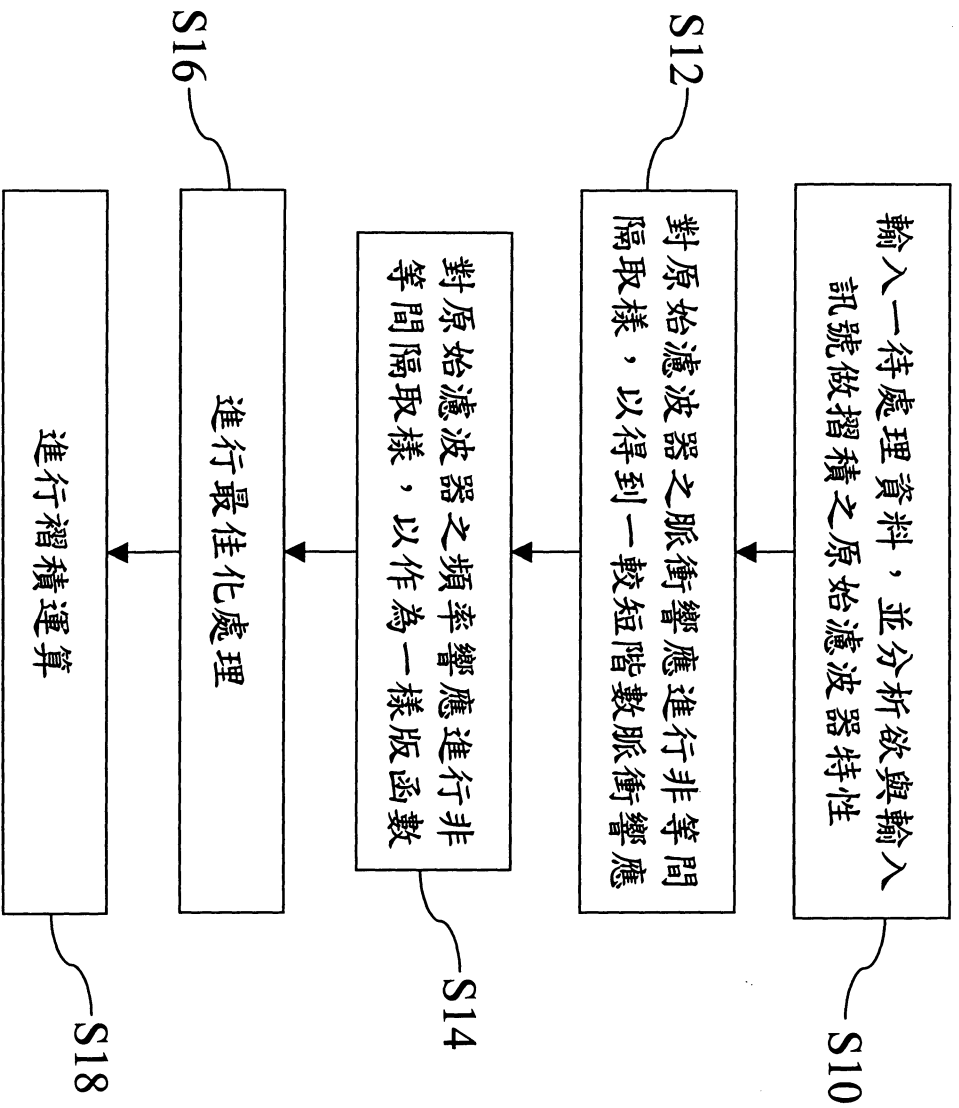 輸入一待處理資料，並分析欲與輸入
訊號做摺積之原始濾波器特性
S10
S12
對原始濾波器之脈衝響應進行非等間
隔取樣，以得到一較短階數脈衝響應
對原始濾波器之頻率響應進行非
等間隔取樣，以作為一樣版函數
S14
S16
進行最佳化處理
進行褶積運算
S18